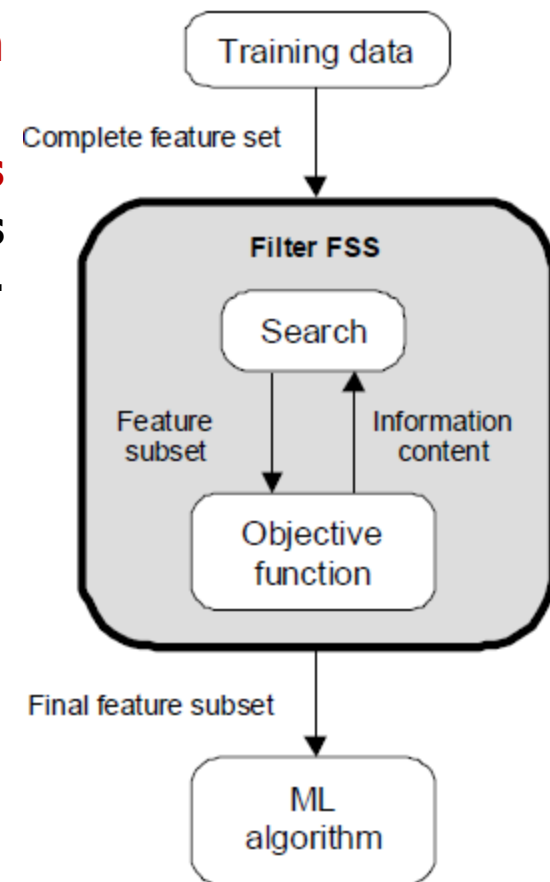 Training data
Complete feature set
Filter FSS
Search
Feature
subset
Information
content
Objective
function
Final feature subset
ML
algorithm